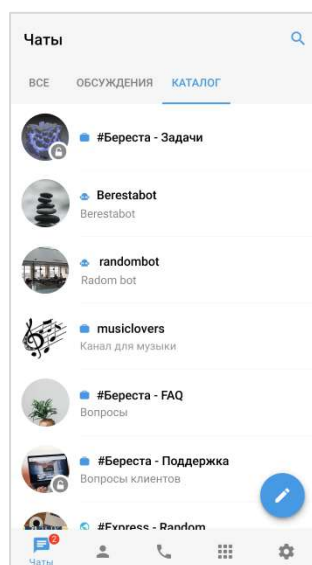 Чаты
ВСЕ ОБСУЖДЕНИЯ КАТАЛОГ
#Береста - Задачи
Berestabot
Berestabot
randombot
Radom bot
musiclovers
Канал для музыки
#Береста - FAQ
Вопросы
#Береста - Поддержка
Вопросы клиентов
#Express - Random
2
Чаты